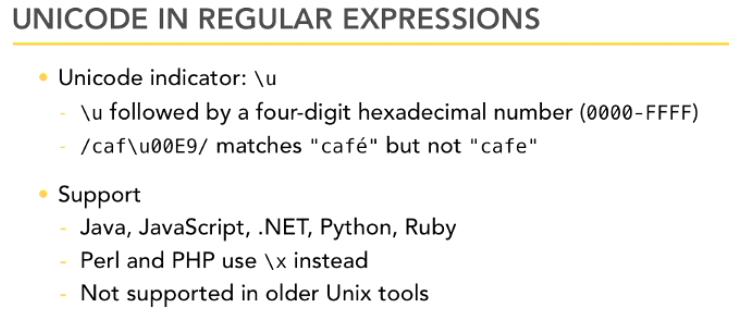 UNICODE IN REGULAR EXPRESSIONS
• Unicode indicator: \u
- \u followed by a four-digit hexadecimal number (0000-FFFF)
- /caf\u00E9/ matches "café" but not "cafe"
• Support
- Java, JavaScript, .NET, Python, Ruby
- Perl and PHP use \x instead
- Not supported in older Unix tools